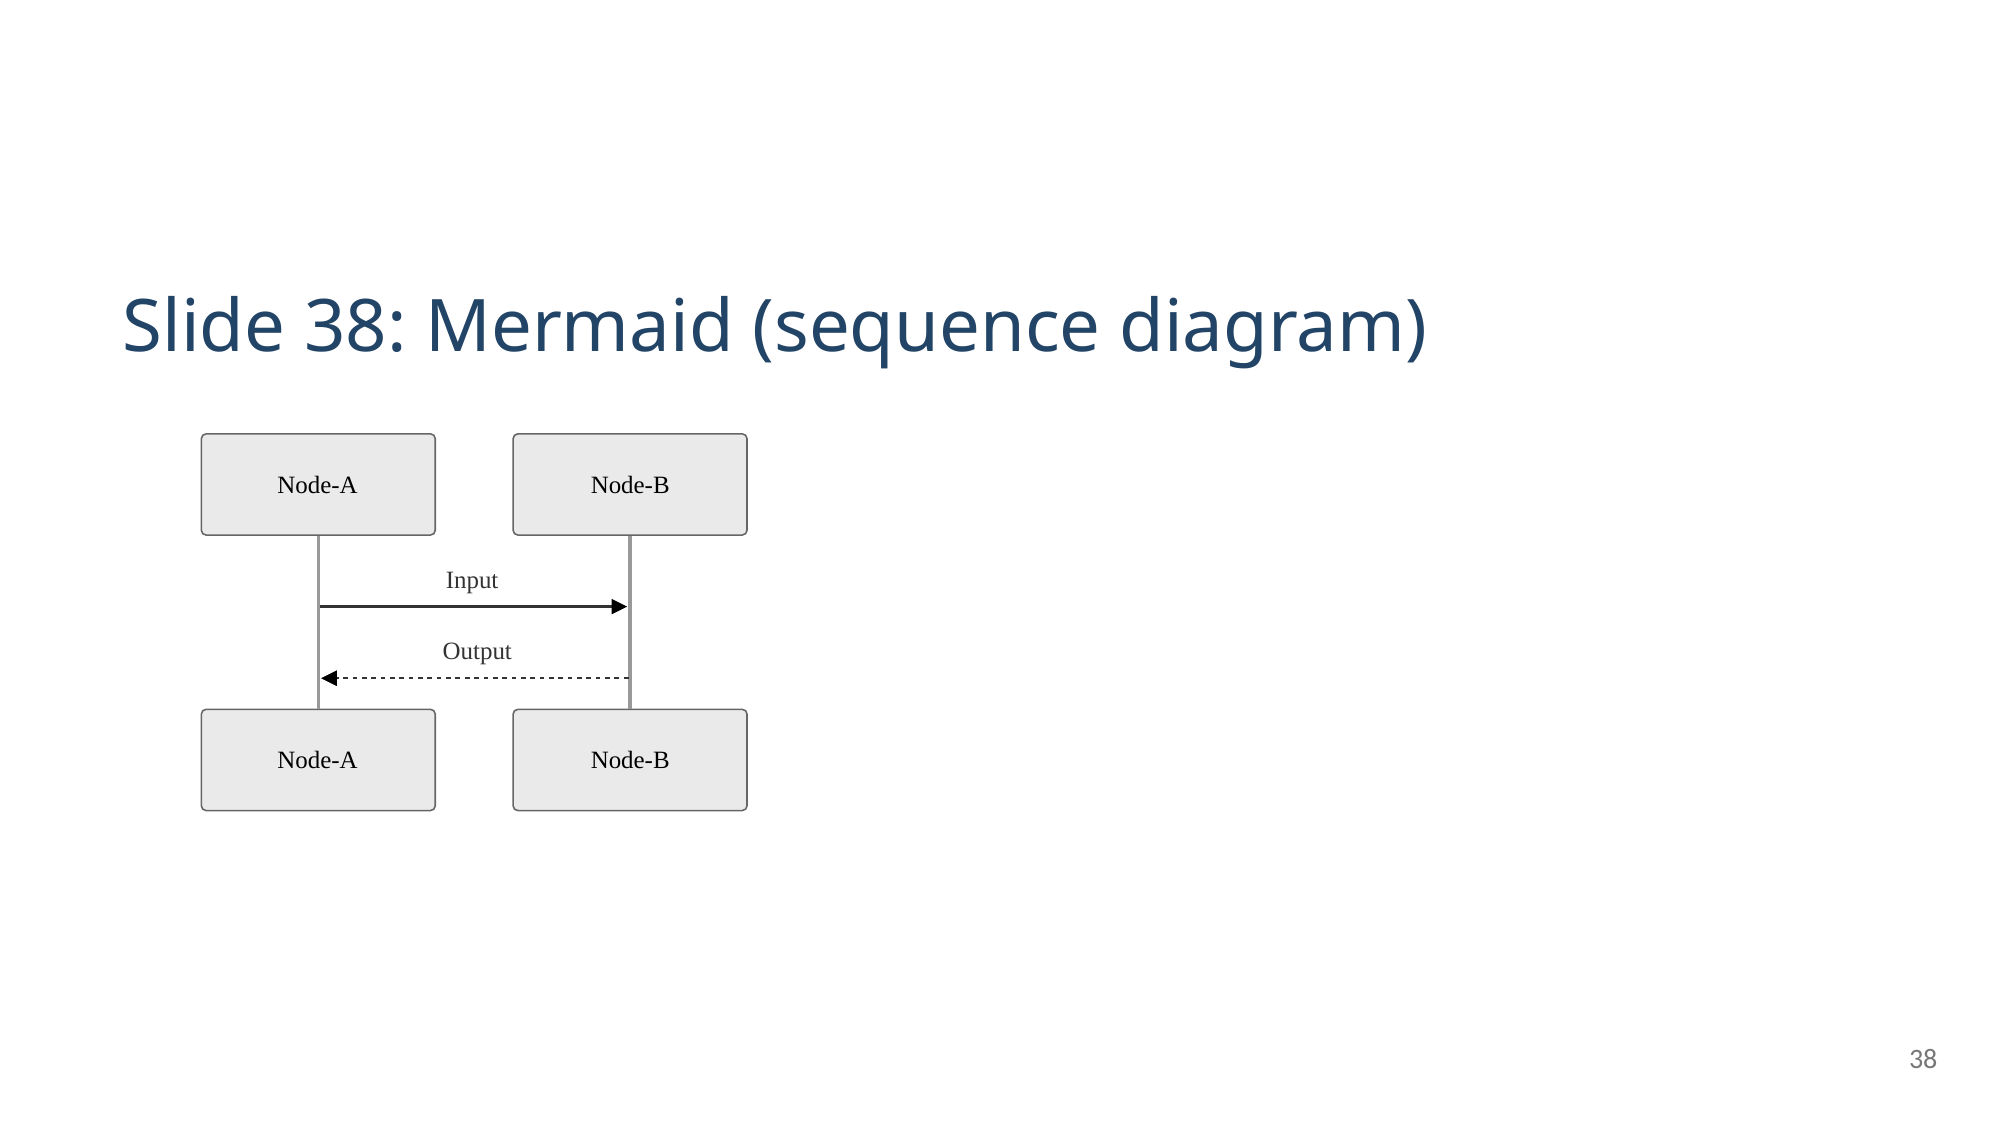 Slide 38: Mermaid (sequence diagram)
Node-A
Node-B
Input
Output
Node-A
Node-B
38